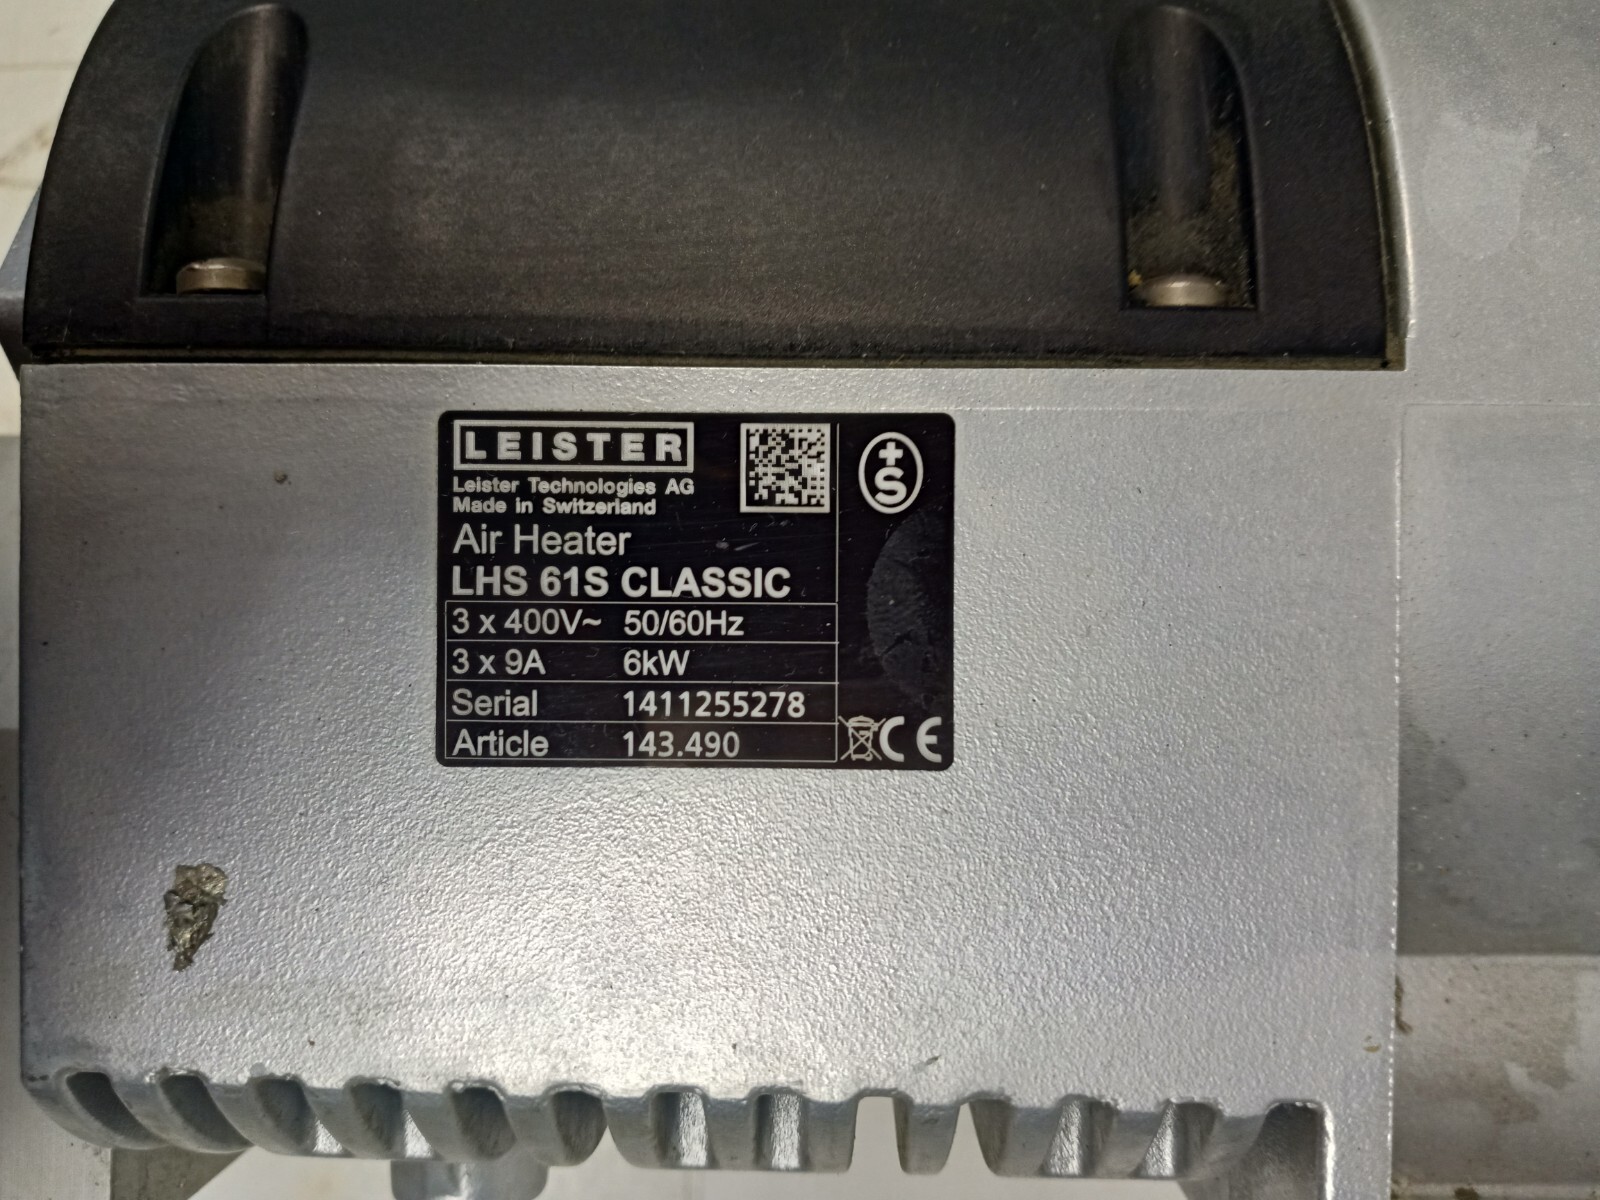 LEISTER
Leister Technologies AG
Made in Switzerland
Air Heater
LHS 61S CLASSIC
3 x 400V~ 50/60Hz
3 x 9A 6kW
Serial 1411255278
Article 143.490
+S
CE